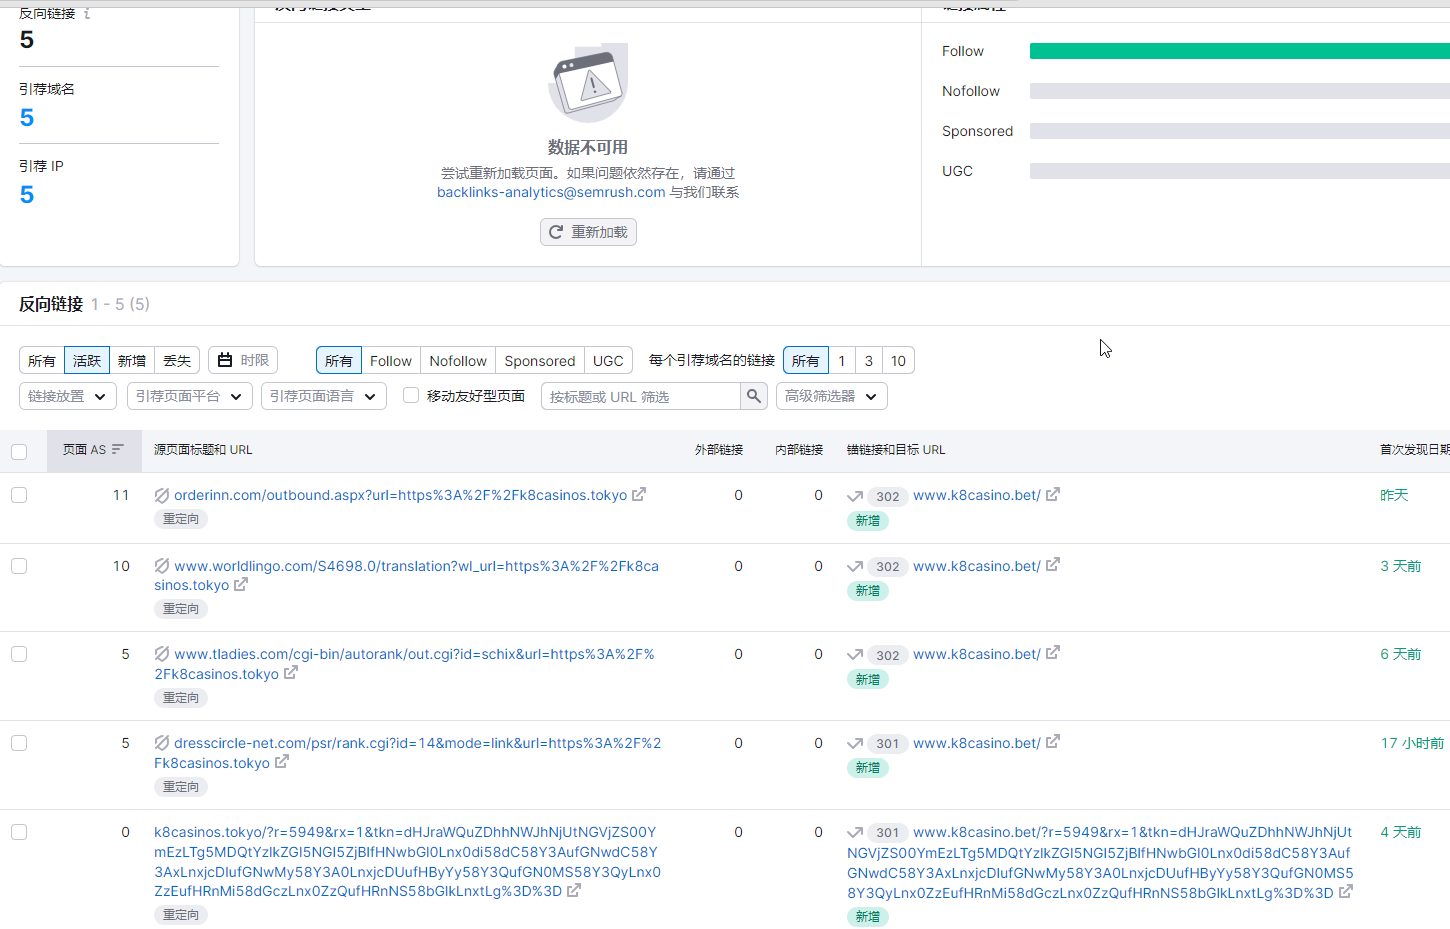 反向链接 i
5
引荐域名
5
引荐 IP
5
数据不可用
尝试重新加载页面。如果问题依然存在，请通过
backlinks-analytics@semrush.com 与我们联系
重新加载
Follow
Nofollow
Sponsored
UGC
反向链接 1 - 5 (5)
所有 活跃 新增 丢失 时限 所有 Follow Nofollow Sponsored UGC 每个引荐域名的链接 所有 1 3 10
链接放置 引荐页面平台 引荐页面语言 移动友好型页面 按标题或 URL 筛选 高级筛选器
页面 AS 源页面标题和 URL 外部链接 内部链接 锚链接和目标 URL 首次发现日期
11 orderinn.com/outbound.aspx?url=https%3A%2F%2Fk8casinos.tokyo 0 0 302 www.k8casino.bet/ 昨天
重定向 新增
10 www.worldlingo.com/S4698.0/translation?wl_url=https%3A%2F%2Fk8ca 0 0 302 www.k8casino.bet/ 3 天前
sinos.tokyo 新增
重定向
5 www.tladies.com/cgi-bin/autorank/out.cgi?id=schix&url=https%3A%2F% 0 0 302 www.k8casino.bet/ 6 天前
2Fk8casinos.tokyo 新增
重定向
5 dresscircle-net.com/psr/rank.cgi?id=14&mode=link&url=https%3A%2F%2 0 0 301 www.k8casino.bet/ 17 小时前
Fk8casinos.tokyo 新增
重定向
0 k8casinos.tokyo/?r=5949&rx=1&tkn=dHJraWQuZDhhNWJhNjUtNGVjZS00Y 0 0 301 www.k8casino.bet/?r=5949&rx=1&tkn=dHJraWQuZDhhNWJhNjUt 4 天前
mEzLTg5MDQtYzlkZGI5NGI5ZjBlfHNwbGl0Lnx0di58dC58Y3AufGNwdC58Y NGVjZS00YmEzLTg5MDQtYzlkZGI5NGI5ZjBlfHNwbGl0Lnx0di58dC58Y3Auf
3AxLnxjcDIufGNwMy58Y3A0LnxjcDUufHByYy58Y3QufGN0MS58Y3QyLnx0 GNwdC58Y3AxLnxjcDIufGNwMy58Y3A0LnxjcDUufHByYy58Y3QufGN0MS5
ZzEufHRnMi58dGczLnx0ZzQufHRnNS58bGlkLnxtLg%3D%3D 8Y3QyLnx0ZzEufHRnMi58dGczLnx0ZzQufHRnNS58bGlkLnxtLg%3D%3D
重定向 新增